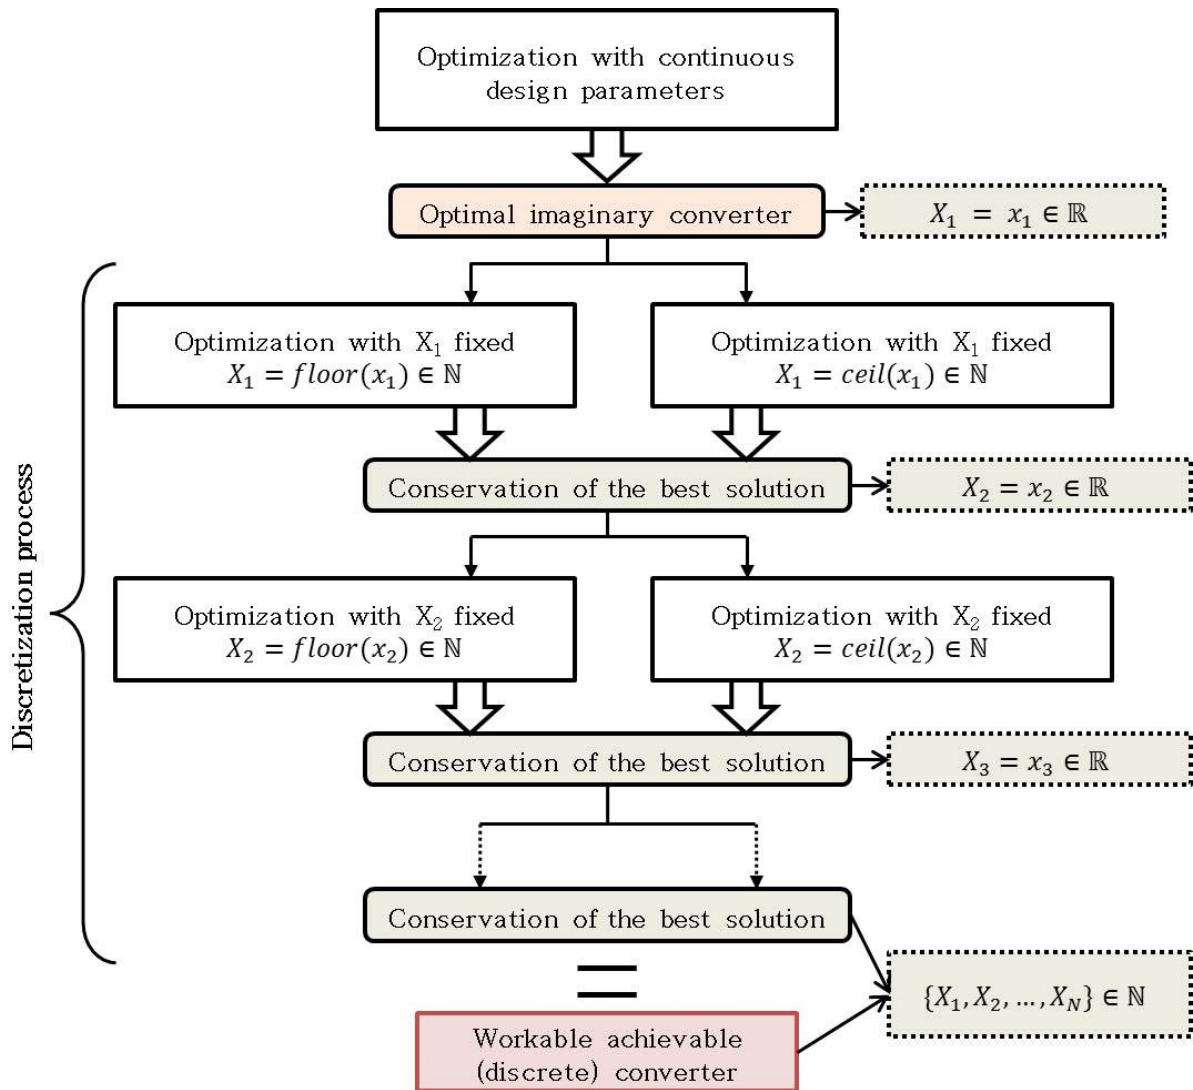 Optimization with continuous
design parameters
Optimal imaginary converter
X₁ = x₁ ∈ ℝ
Optimization with X₁ fixed
X₁ = floor(x₁) ∈ ℕ
Optimization with X₁ fixed
X₁ = ceil(x₁) ∈ ℕ
Conservation of the best solution
X₂ = x₂ ∈ ℝ
Discretization process
Optimization with X₂ fixed
X₂ = floor(x₂) ∈ ℕ
Optimization with X₂ fixed
X₂ = ceil(x₂) ∈ ℕ
Conservation of the best solution
X₃ = x₃ ∈ ℝ
Conservation of the best solution
=
{X₁, X₂, ..., X_N} ∈ ℕ
Workable achievable
(discrete) converter